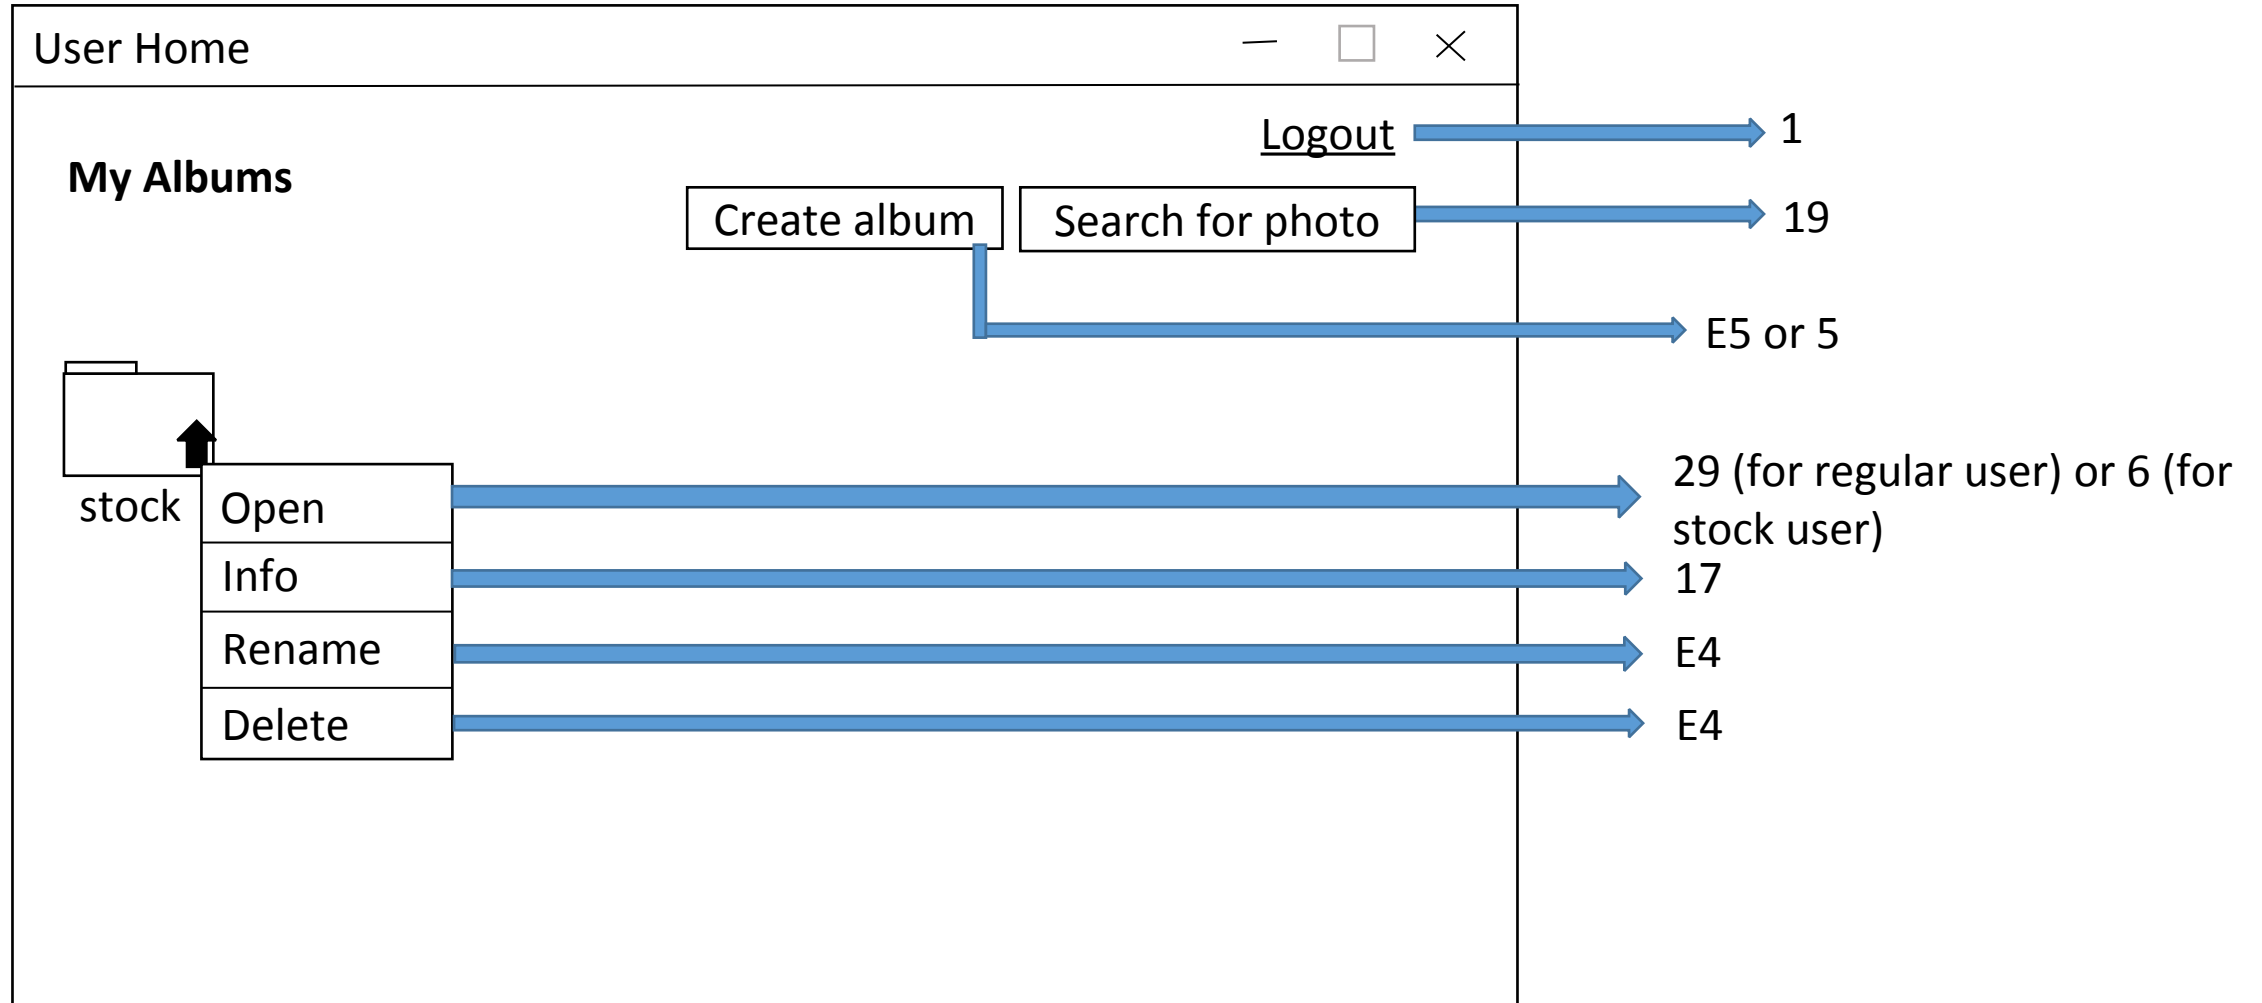 User Home
Logout
1
My Albums
Create album
Search for photo
19
E5 or 5
29 (for regular user) or 6 (for
stock user)
stock
Open
Info
17
Rename
E4
Delete
E4